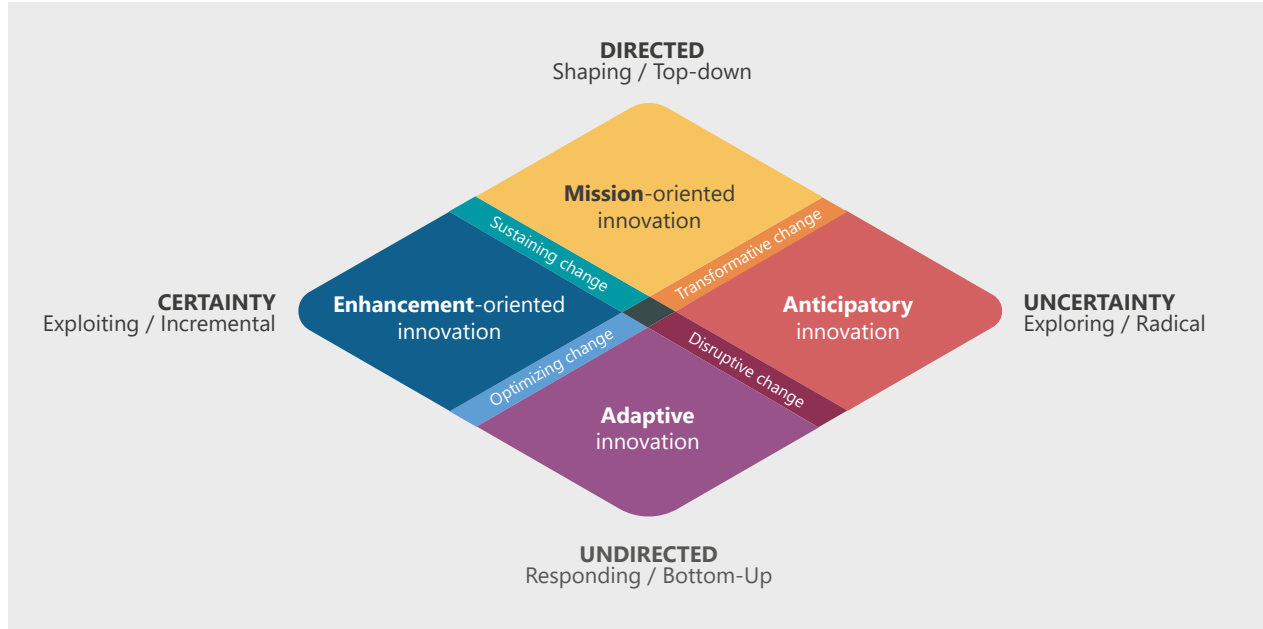 DIRECTED
Shaping / Top-down
Mission-oriented
innovation
Sustaining change
Transformative change
CERTAINTY
Exploiting / Incremental
Enhancement-oriented
innovation
Anticipatory
innovation
UNCERTAINTY
Exploring / Radical
Optimizing change
Disruptive change
Adaptive
innovation
UNDIRECTED
Responding / Bottom-Up